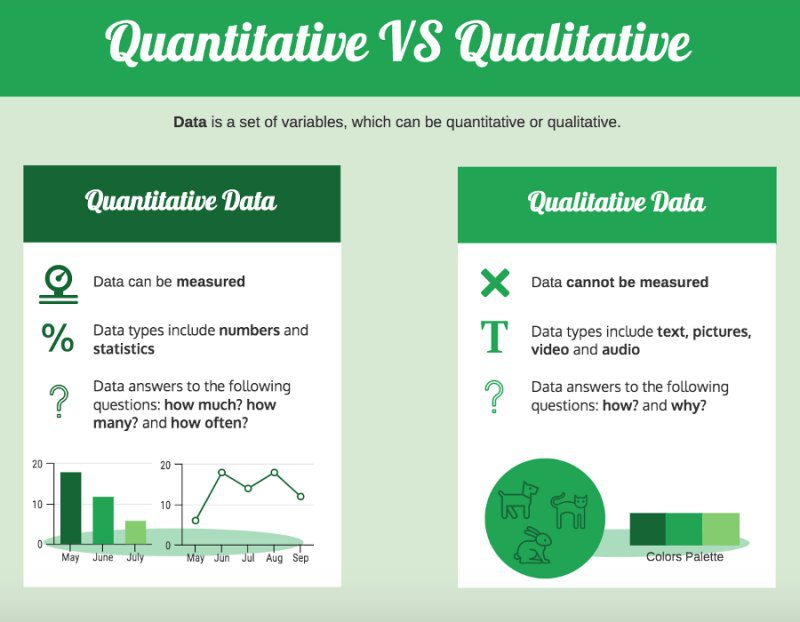 Quantitative VS Qualitative
Data is a set of variables, which can be quantitative or qualitative.
Quantitative Data
Data can be measured
%
Data types include numbers and
statistics
?
Data answers to the following
questions: how much? how
many? and how often?
20
10
0
May June July
20
10
0
May Jun Jul Aug Sep
Qualitative Data
Data cannot be measured
T
Data types include text, pictures,
video and audio
?
Data answers to the following
questions: how? and why?
Colors Palette